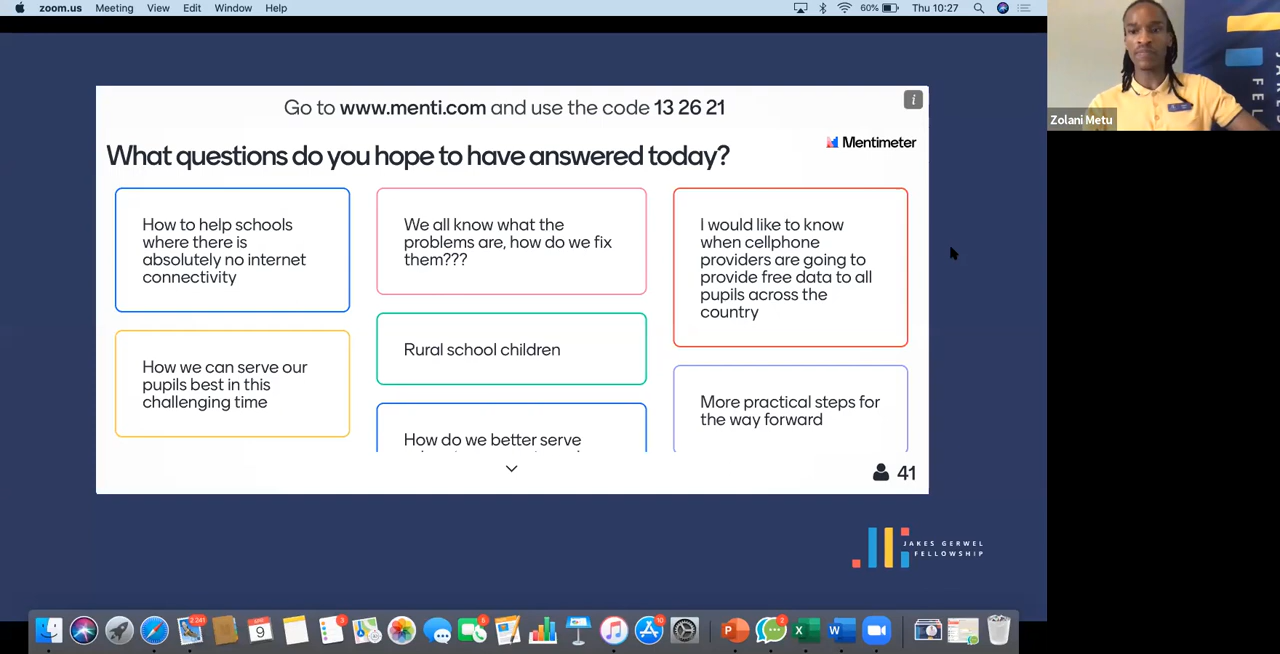 zoom.us Meeting View Edit Window Help
60% Thu 10:27
Go to www.menti.com and use the code 13 26 21
i
Mentimeter
What questions do you hope to have answered today?
How to help schools
where there is
absolutely no internet
connectivity
We all know what the
problems are, how do we fix
them???
I would like to know
when cellphone
providers are going to
provide free data to all
pupils across the
country
How we can serve our
pupils best in this
challenging time
Rural school children
More practical steps for
the way forward
How do we better serve
41
JAKES GERWEL
FELLOWSHIP
Zolani Metu